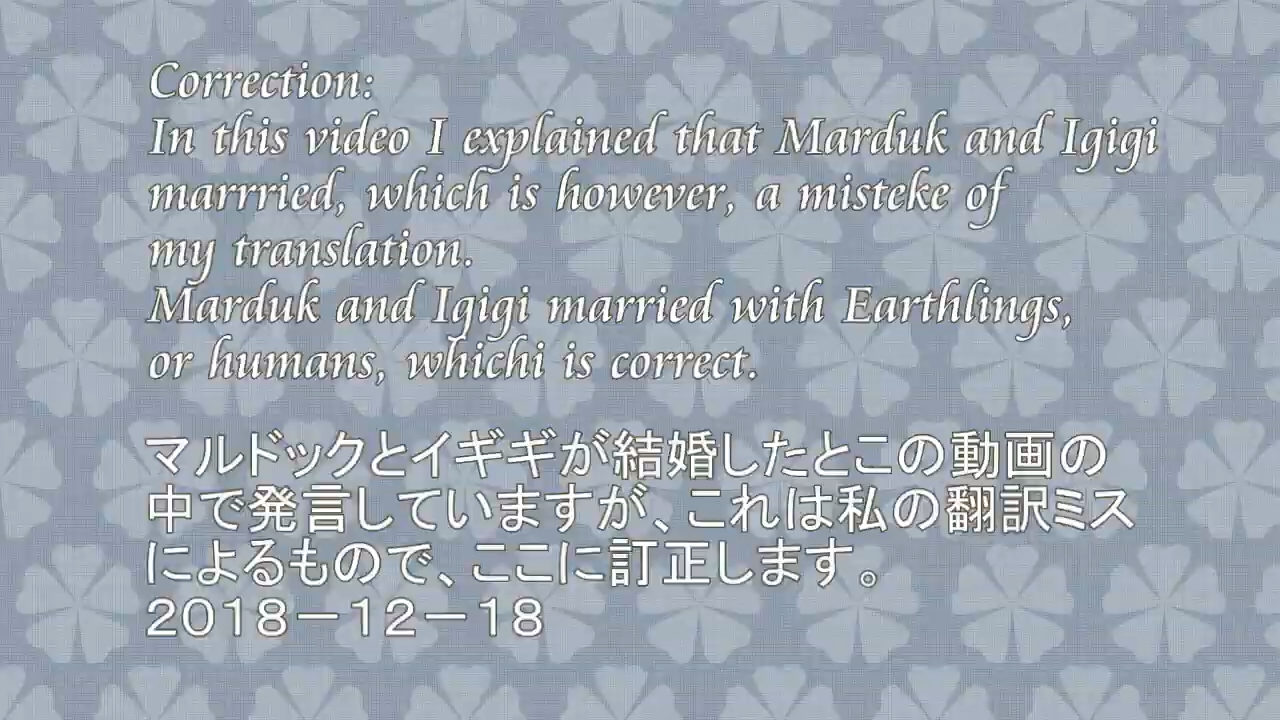 Correction:
In this video I explained that Marduk and Igigi
marrried, which is however, a misteke of
my translation.
Marduk and Igigi married with Earthlings,
or humans, whichi is correct.
マルドックとイギギが結婚したとこの動画の
中で発言していますが、これは私の翻訳ミス
によるもので、ここに訂正します。
２０１８－１２－１８